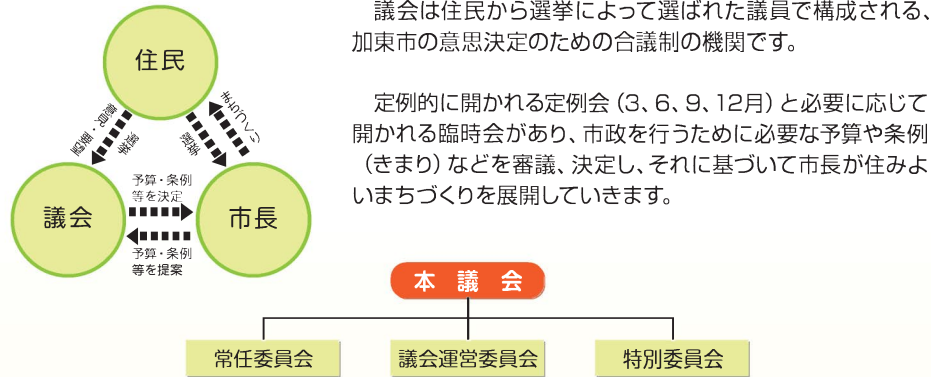 議会は住民から選挙によって選ばれた議員で構成される、
加東市の意思決定のための合議制の機関です。
定例的に開かれる定例会（3、6、9、12月）と必要に応じて
開かれる臨時会があり、市政を行うために必要な予算や条例
（きまり）などを審議、決定し、それに基づいて市長が住みよ
いまちづくりを展開していきます。
住民
意見・要望
選挙
選挙
まちづくり
議会
予算・条例
等を決定
市長
予算・条例
等を提案
本議会
常任委員会
議会運営委員会
特別委員会